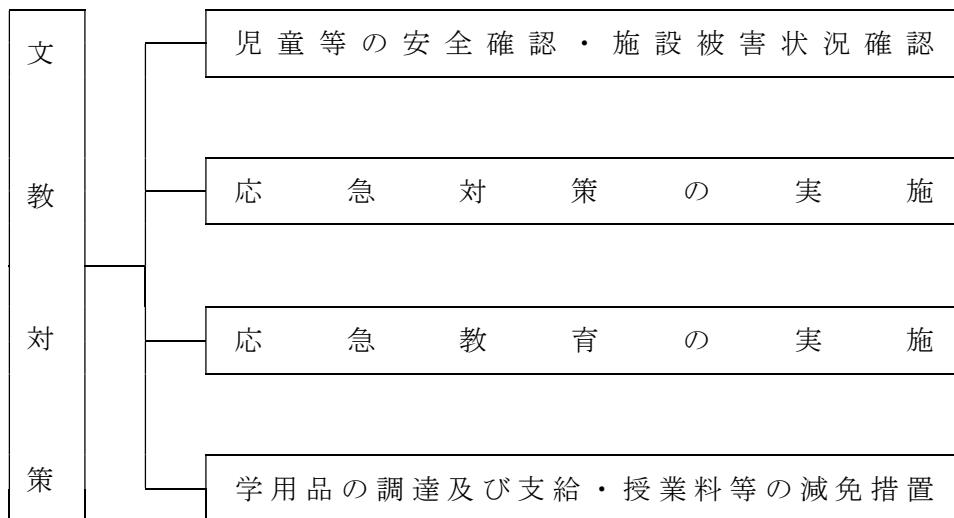 文教対策
児童等の安全確認・施設被害状況確認
応急対策の実施
応急教育の実施
学用品の調達及び支給・授業料等の減免措置